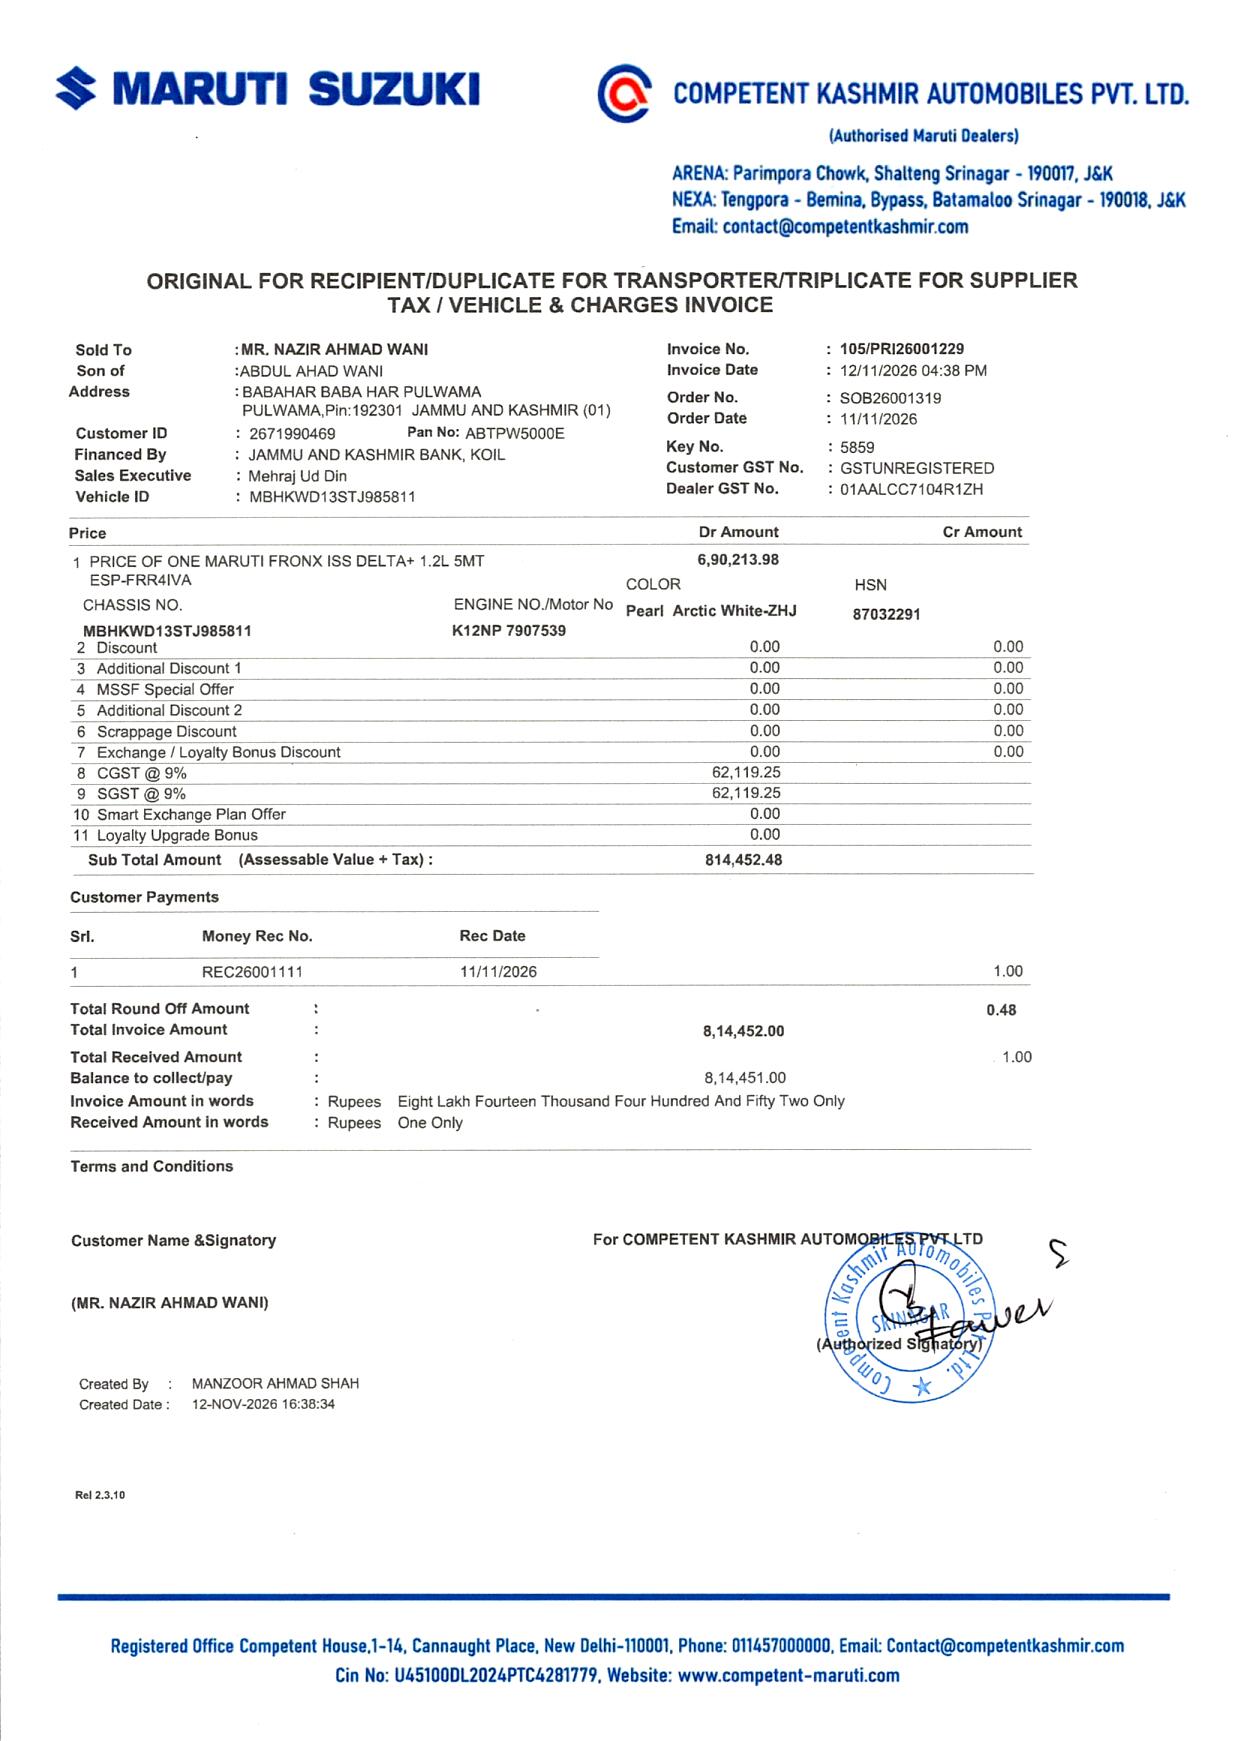 MARUTI SUZUKI
COMPETENT KASHMIR AUTOMOBILES PVT. LTD.
(Authorised Maruti Dealers)
ARENA: Parimpora Chowk, Shalteng Srinagar - 190017, J&K
NEXA: Tengpora - Bemina, Bypass, Batamaloo Srinagar - 190018, J&K
Email: contact@competentkashmir.com
ORIGINAL FOR RECIPIENT/DUPLICATE FOR TRANSPORTER/TRIPLICATE FOR SUPPLIER
TAX / VEHICLE & CHARGES INVOICE
Sold To :MR. NAZIR AHMAD WANI
Son of :ABDUL AHAD WANI
Address :BABAHAR BABA HAR PULWAMA
PULWAMA,Pin:192301 JAMMU AND KASHMIR (01)
Customer ID : 2671990469 Pan No: ABTPW5000E
Financed By : JAMMU AND KASHMIR BANK, KOIL
Sales Executive : Mehraj Ud Din
Vehicle ID : MBHKWD13STJ985811
Invoice No. : 105/PRI26001229
Invoice Date : 12/11/2026 04:38 PM
Order No. : SOB26001319
Order Date : 11/11/2026
Key No. : 5859
Customer GST No. : GSTUNREGISTERED
Dealer GST No. : 01AALCC7104R1ZH
Price Dr Amount Cr Amount
1 PRICE OF ONE MARUTI FRONX ISS DELTA+ 1.2L 5MT 6,90,213.98
ESP-FRR4IVA
COLOR HSN
CHASSIS NO. ENGINE NO./Motor No Pearl Arctic White-ZHJ 87032291
MBHKWD13STJ985811 K12NP 7907539
2 Discount 0.00 0.00
3 Additional Discount 1 0.00 0.00
4 MSSF Special Offer 0.00 0.00
5 Additional Discount 2 0.00 0.00
6 Scrappage Discount 0.00 0.00
7 Exchange / Loyalty Bonus Discount 0.00 0.00
8 CGST @ 9% 62,119.25
9 SGST @ 9% 62,119.25
10 Smart Exchange Plan Offer 0.00
11 Loyalty Upgrade Bonus 0.00
Sub Total Amount (Assessable Value + Tax) : 814,452.48
Customer Payments
Srl. Money Rec No. Rec Date
1 REC26001111 11/11/2026 1.00
Total Round Off Amount : 0.48
Total Invoice Amount : 8,14,452.00
Total Received Amount : 1.00
Balance to collect/pay : 8,14,451.00
Invoice Amount in words : Rupees Eight Lakh Fourteen Thousand Four Hundred And Fifty Two Only
Received Amount in words : Rupees One Only
Terms and Conditions
Customer Name &Signatory
For COMPETENT KASHMIR AUTOMOBILES PVT LTD
Competent Kashmir Automobiles Pvt. Ltd.
SRINAGAR
(MR. NAZIR AHMAD WANI)
(Authorized Signatory)
Created By : MANZOOR AHMAD SHAH
Created Date : 12-NOV-2026 16:38:34
Rel 2.3.10
Registered Office Competent House,1-14, Cannaught Place, New Delhi-110001, Phone: 011457000000, Email: Contact@competentkashmir.com
Cin No: U45100DL2024PTC4281779, Website: www.competent-maruti.com